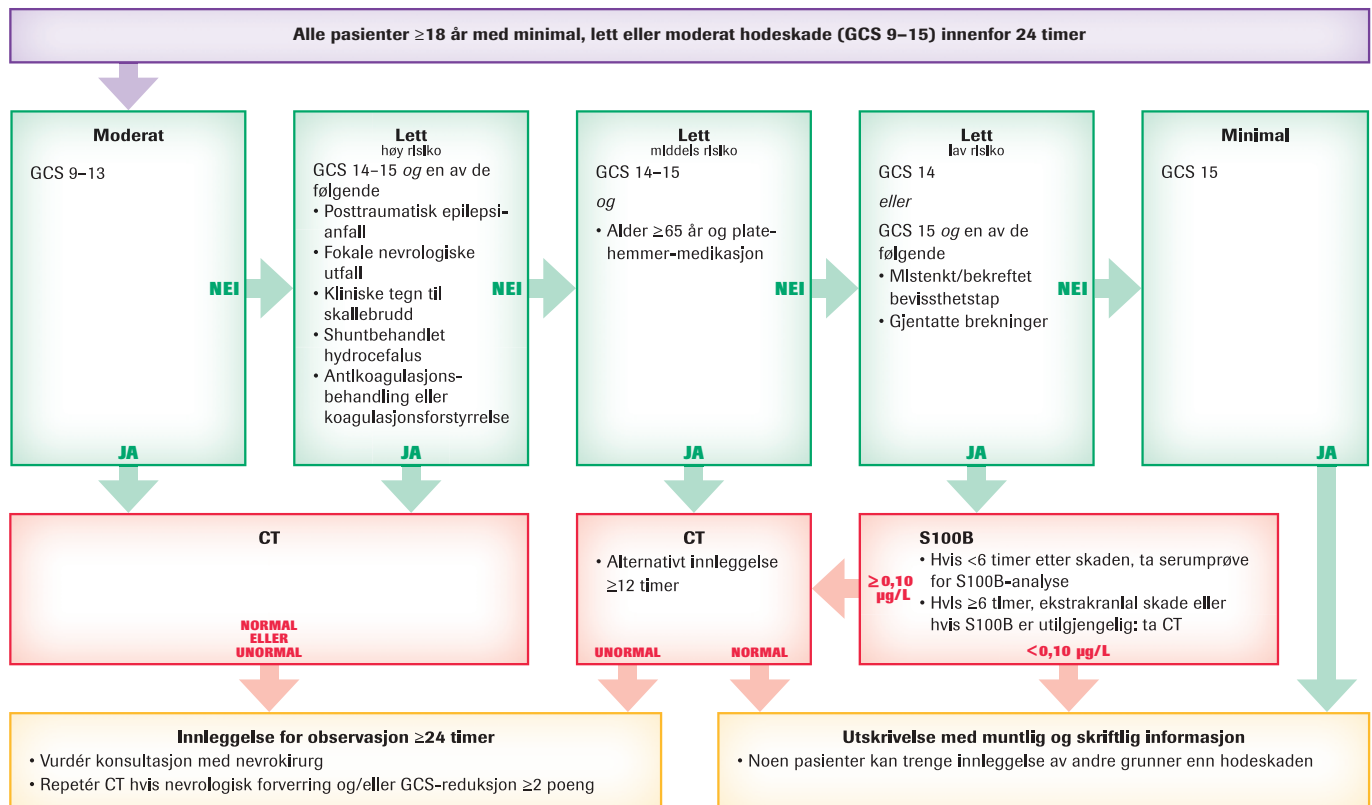 Alle pasienter ≥18 år med minimal, lett eller moderat hodeskade (GCS 9–15) innenfor 24 timer
Moderat
GCS 9–13
NEI
JA
Lett
høy risiko
GCS 14–15 og en av de
følgende
• Posttraumatisk epilepsi-
anfall
• Fokale nevrologiske
utfall
• Kliniske tegn til
skallebrudd
• Shuntbehandlet
hydrocefalus
• Antikoagulasjons-
behandling eller
koagulasjonsforstyrrelse
NEI
JA
Lett
middels risiko
GCS 14–15
og
• Alder ≥65 år og plate-
hemmer-medikasjon
NEI
JA
Lett
lav risiko
GCS 14
eller
GCS 15 og en av de
følgende
• Mistenkt/bekreftet
bevissthetstap
• Gjentatte brekninger
NEI
JA
Minimal
GCS 15
JA
CT
NORMAL
ELLER
UNORMAL
CT
• Alternativt innleggelse
≥12 timer
UNORMAL
NORMAL
S100B
• Hvis <6 timer etter skaden, ta serumprøve
for S100B-analyse
• Hvis ≥6 timer, ekstrakranial skade eller
hvis S100B er utilgjengelig: ta CT
≥0,10
µg/L
<0,10 µg/L
Innleggelse for observasjon ≥24 timer
• Vurdér konsultasjon med nevrokirurg
• Repetér CT hvis nevrologisk forverring og/eller GCS-reduksjon ≥2 poeng
Utskrivelse med muntlig og skriftlig informasjon
• Noen pasienter kan trenge innleggelse av andre grunner enn hodeskaden